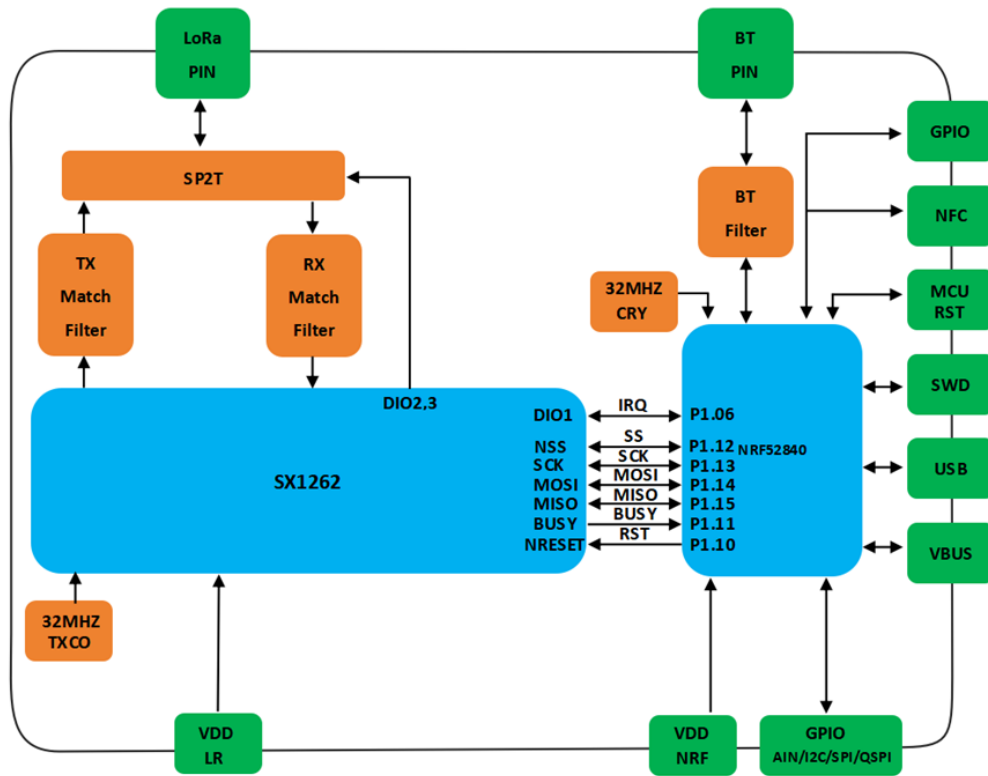 LoRa
PIN
BT
PIN
GPIO
SP2T
BT
Filter
NFC
TX
Match
Filter
RX
Match
Filter
32MHZ
CRY
MCU
RST
DIO2,3
SWD
DIO1
IRQ
P1.06
NSS
SS
P1.12
NRF52840
SCK
SCK
P1.13
SX1262
MOSI
MOSI
P1.14
USB
MISO
MISO
P1.15
BUSY
BUSY
P1.11
NRESET
RST
P1.10
VBUS
32MHZ
TXCO
VDD
LR
VDD
NRF
GPIO
AIN/I2C/SPI/QSPI